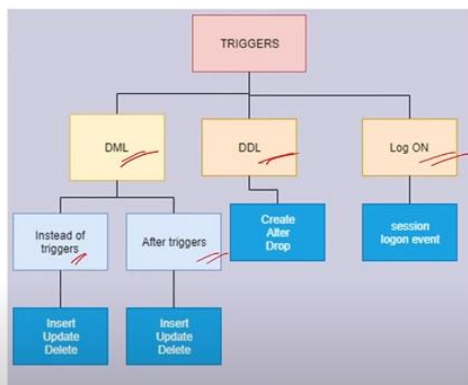 TRIGGERS
DML
DDL
Log ON
Instead of
triggers
After triggers
Create
Alter
Drop
session
logon event
Insert
Update
Delete
Insert
Update
Delete